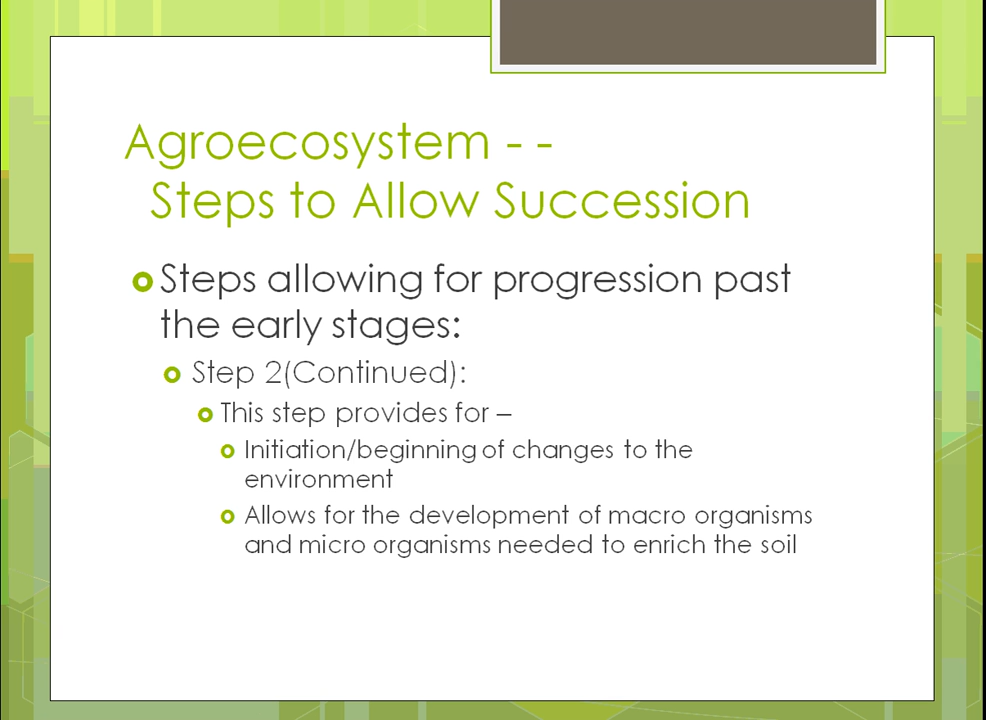 Agroecosystem - -
Steps to Allow Succession
Steps allowing for progression past
the early stages:
Step 2(Continued):
This step provides for –
Initiation/beginning of changes to the
environment
Allows for the development of macro organisms
and micro organisms needed to enrich the soil